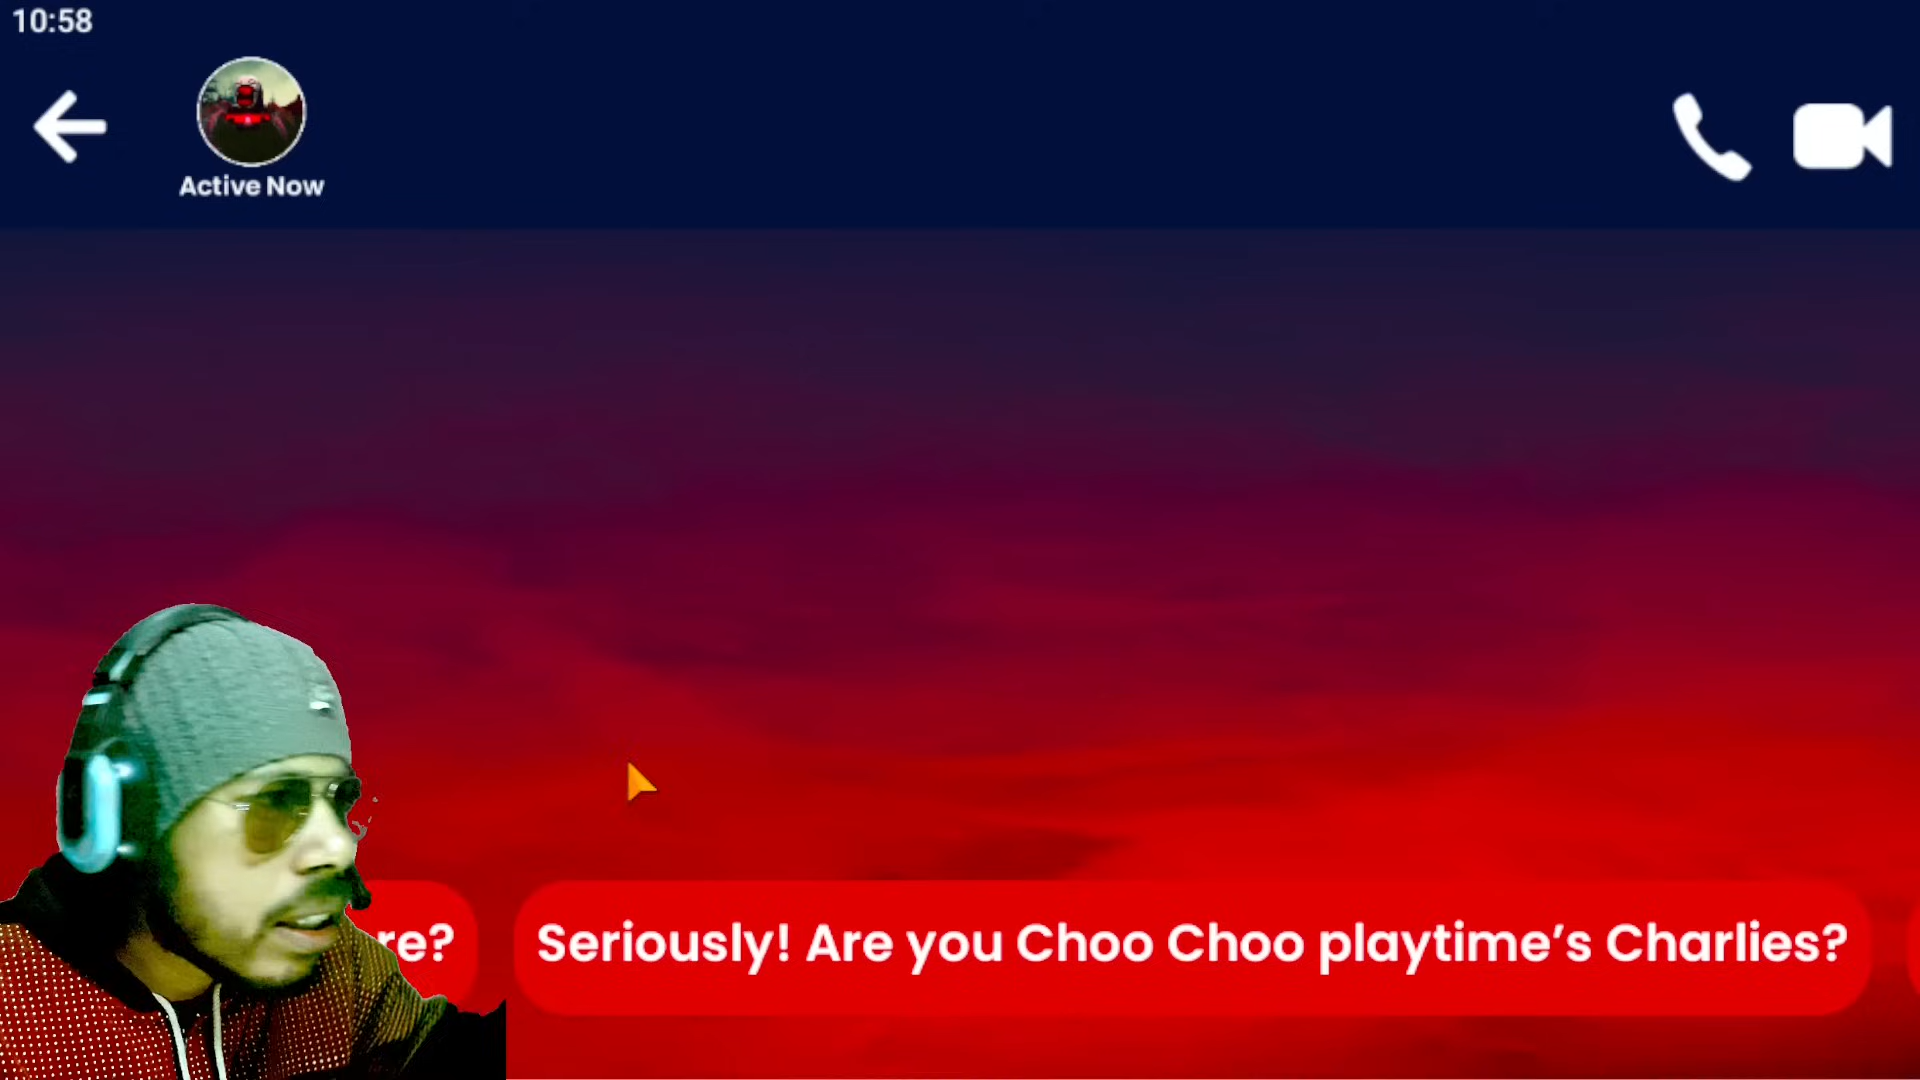 10:58
Active Now
re?
Seriously! Are you Choo Choo playtime’s Charlies?